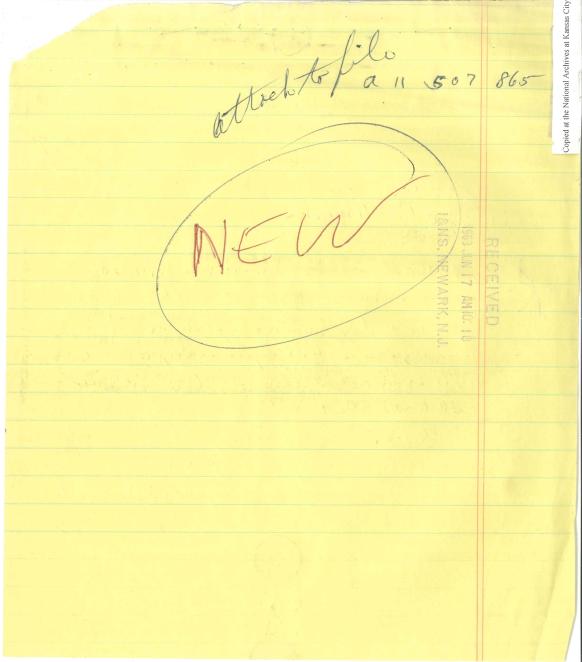 attach to file
a 11 507 865
NEW
RECEIVED
1963 JUN 17 AM 10: 10
I&NS, NEWARK, N.J.
Copied at the National Archives at Kansas City